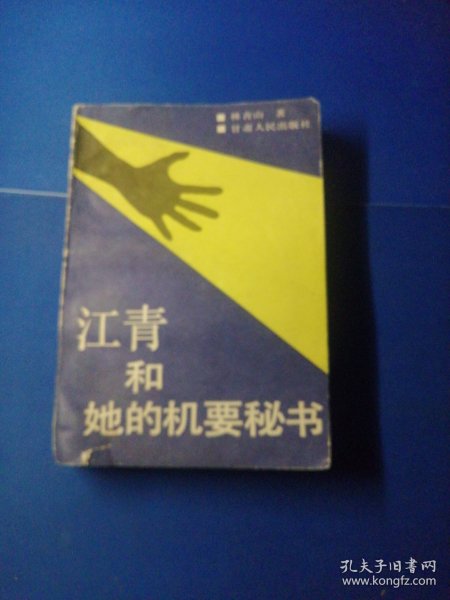 林青山 著
甘肃人民出版社
江青
和
她的机要秘书
孔夫子旧书网
www.kongfz.com